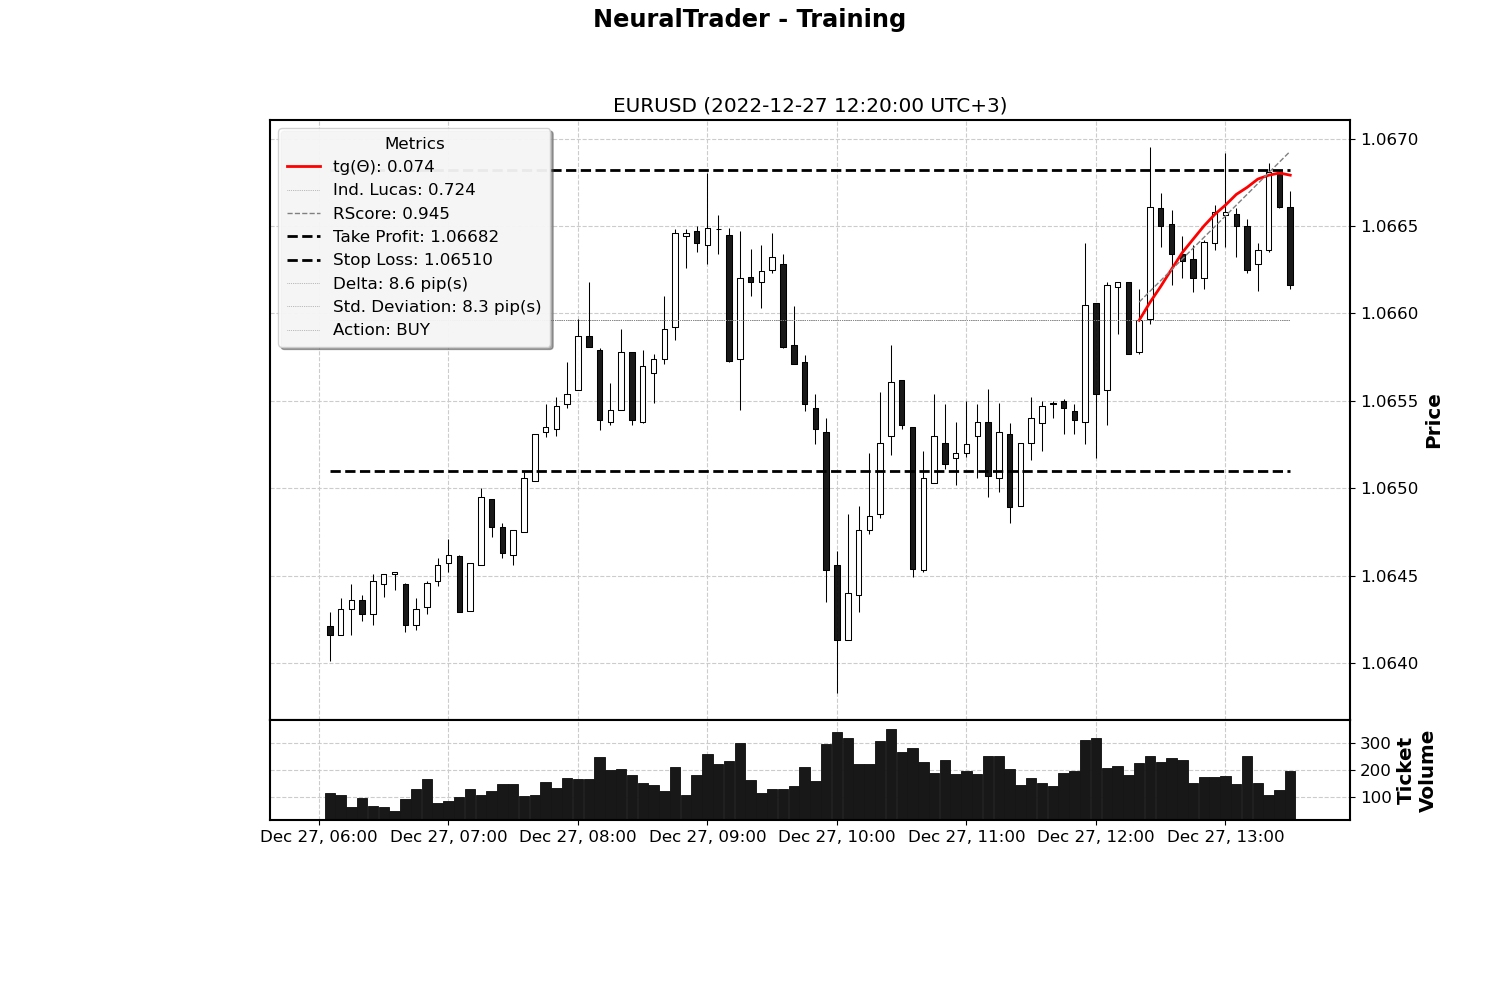 NeuralTrader - Training
EURUSD (2022-12-27 12:20:00 UTC+3)
Metrics
tg(Θ): 0.074
Ind. Lucas: 0.724
RScore: 0.945
Take Profit: 1.06682
Stop Loss: 1.06510
Delta: 8.6 pip(s)
Std. Deviation: 8.3 pip(s)
Action: BUY
1.0670
1.0665
1.0660
1.0655
1.0650
1.0645
1.0640
Price
300
200
100
Ticket
Volume
Dec 27, 06:00
Dec 27, 07:00
Dec 27, 08:00
Dec 27, 09:00
Dec 27, 10:00
Dec 27, 11:00
Dec 27, 12:00
Dec 27, 13:00